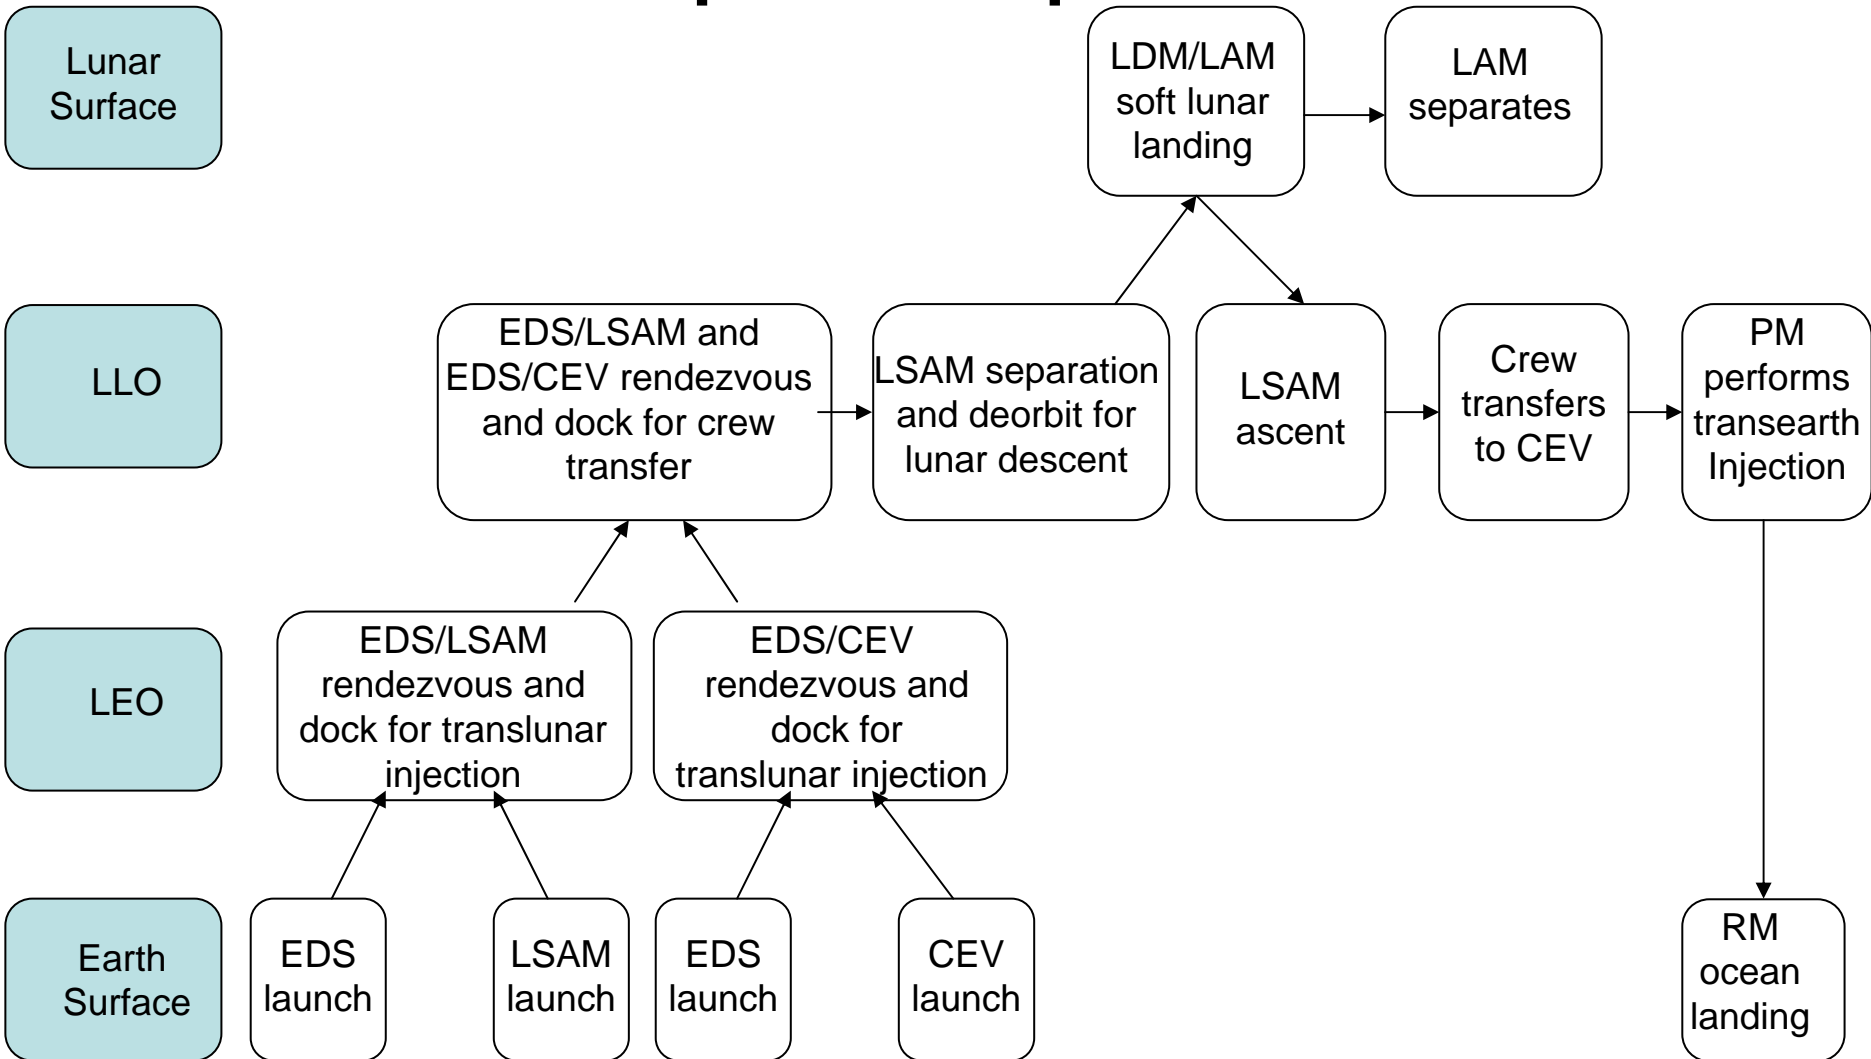 Lunar
Surface
LDM/LAM
soft lunar
landing
LAM
separates
LLO
EDS/LSAM and
EDS/CEV rendezvous
and dock for crew
transfer
LSAM separation
and deorbit for
lunar descent
LSAM
ascent
Crew
transfers
to CEV
PM
performs
transearth
Injection
LEO
EDS/LSAM
rendezvous and
dock for translunar
injection
EDS/CEV
rendezvous and
dock for
translunar injection
Earth
Surface
EDS
launch
LSAM
launch
EDS
launch
CEV
launch
RM
ocean
landing